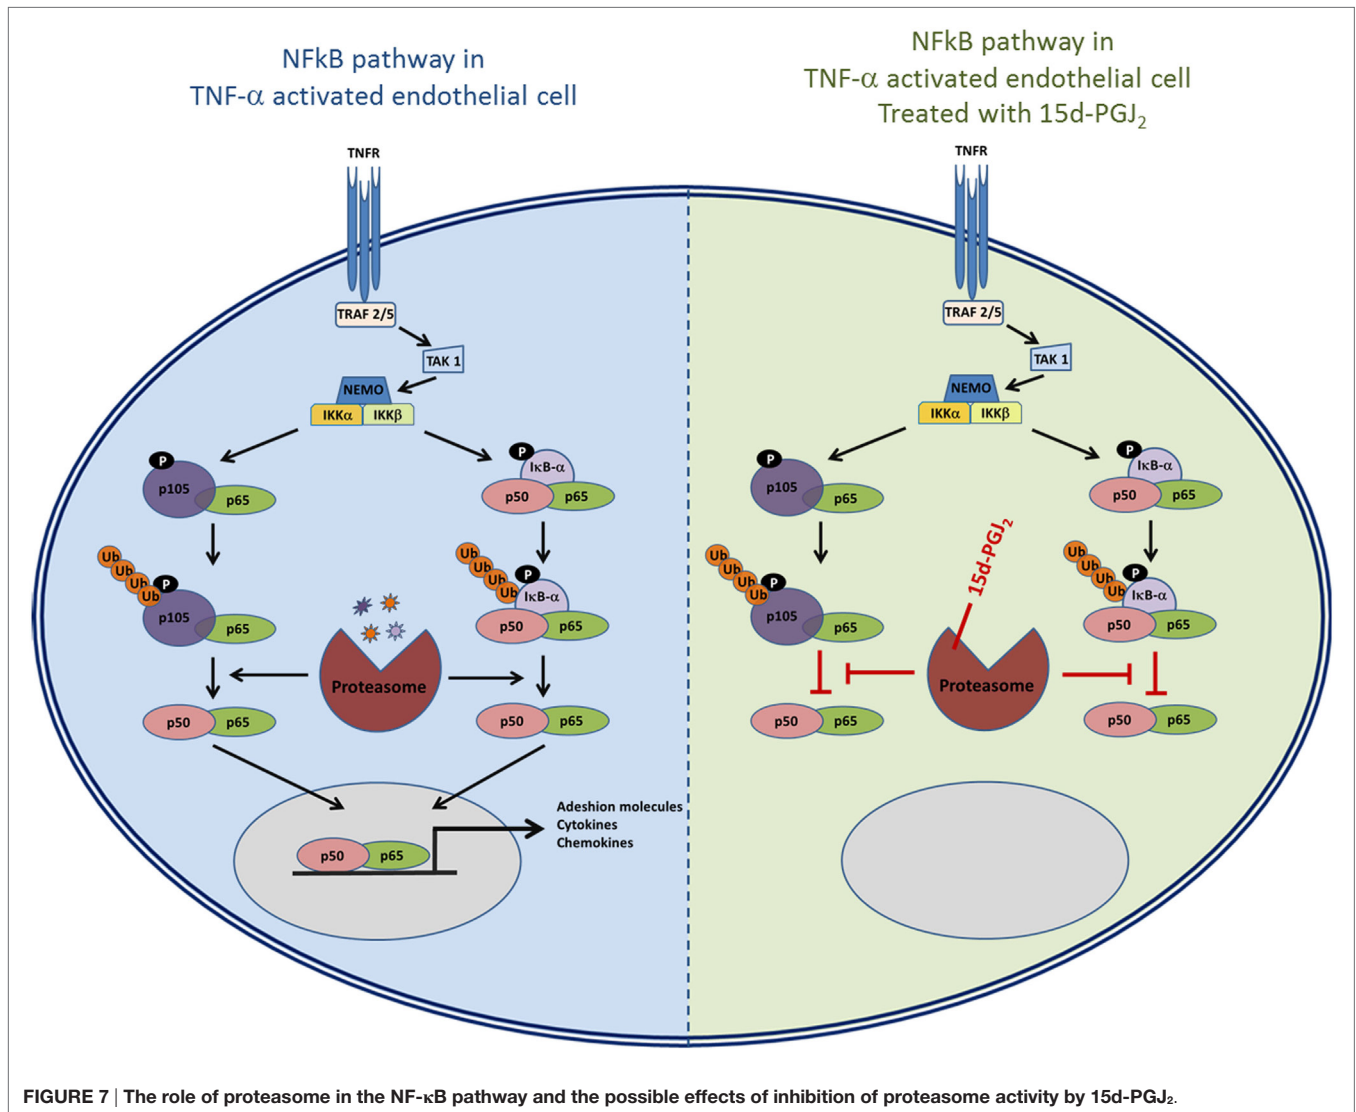 NFkB pathway in
TNF-α activated endothelial cell
NFkB pathway in
TNF-α activated endothelial cell
Treated with 15d-PGJ₂
TNFR
TRAF 2/5
TAK 1
NEMO
IKKα IKKβ
P
p105 p65
P
IκB-α
p50 p65
Ub
Ub
Ub
Ub
P
p105 p65
Ub
Ub
Ub
Ub
P
IκB-α
p50 p65
Proteasome
p50 p65
p50 p65
p50 p65
Adeshion molecules
Cytokines
Chemokines
TNFR
TRAF 2/5
TAK 1
NEMO
IKKα IKKβ
P
p105 p65
P
IκB-α
p50 p65
15d-PGJ₂
Ub
Ub
Ub
Ub
P
p105 p65
Ub
Ub
Ub
Ub
P
IκB-α
p50 p65
Proteasome
p50 p65
p50 p65
FIGURE 7 | The role of proteasome in the NF-κB pathway and the possible effects of inhibition of proteasome activity by 15d-PGJ₂.